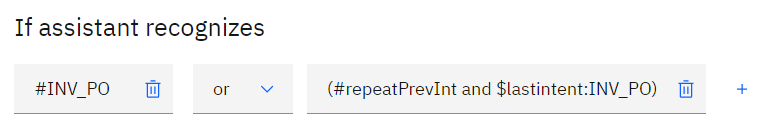 If assistant recognizes
#INV_PO or (#repeatPrevInt and $lastintent:INV_PO) +